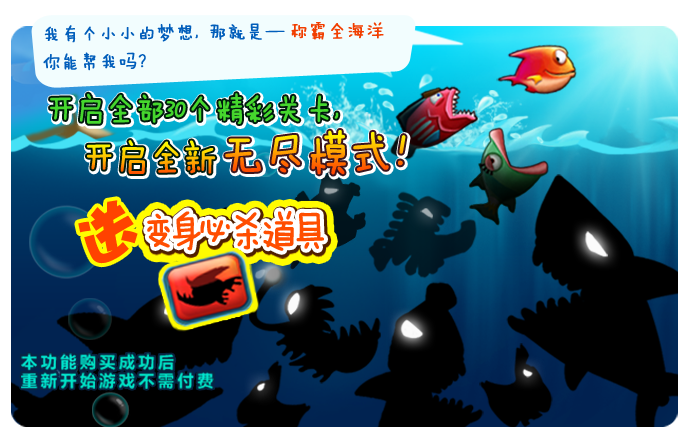 我有个小小的梦想,那就是—称霸全海洋
你能帮我吗?
开启全部30个精彩关卡,
开启全新无尽模式!
送变身必杀道具
本功能购买成功后
重新开始游戏不需付费